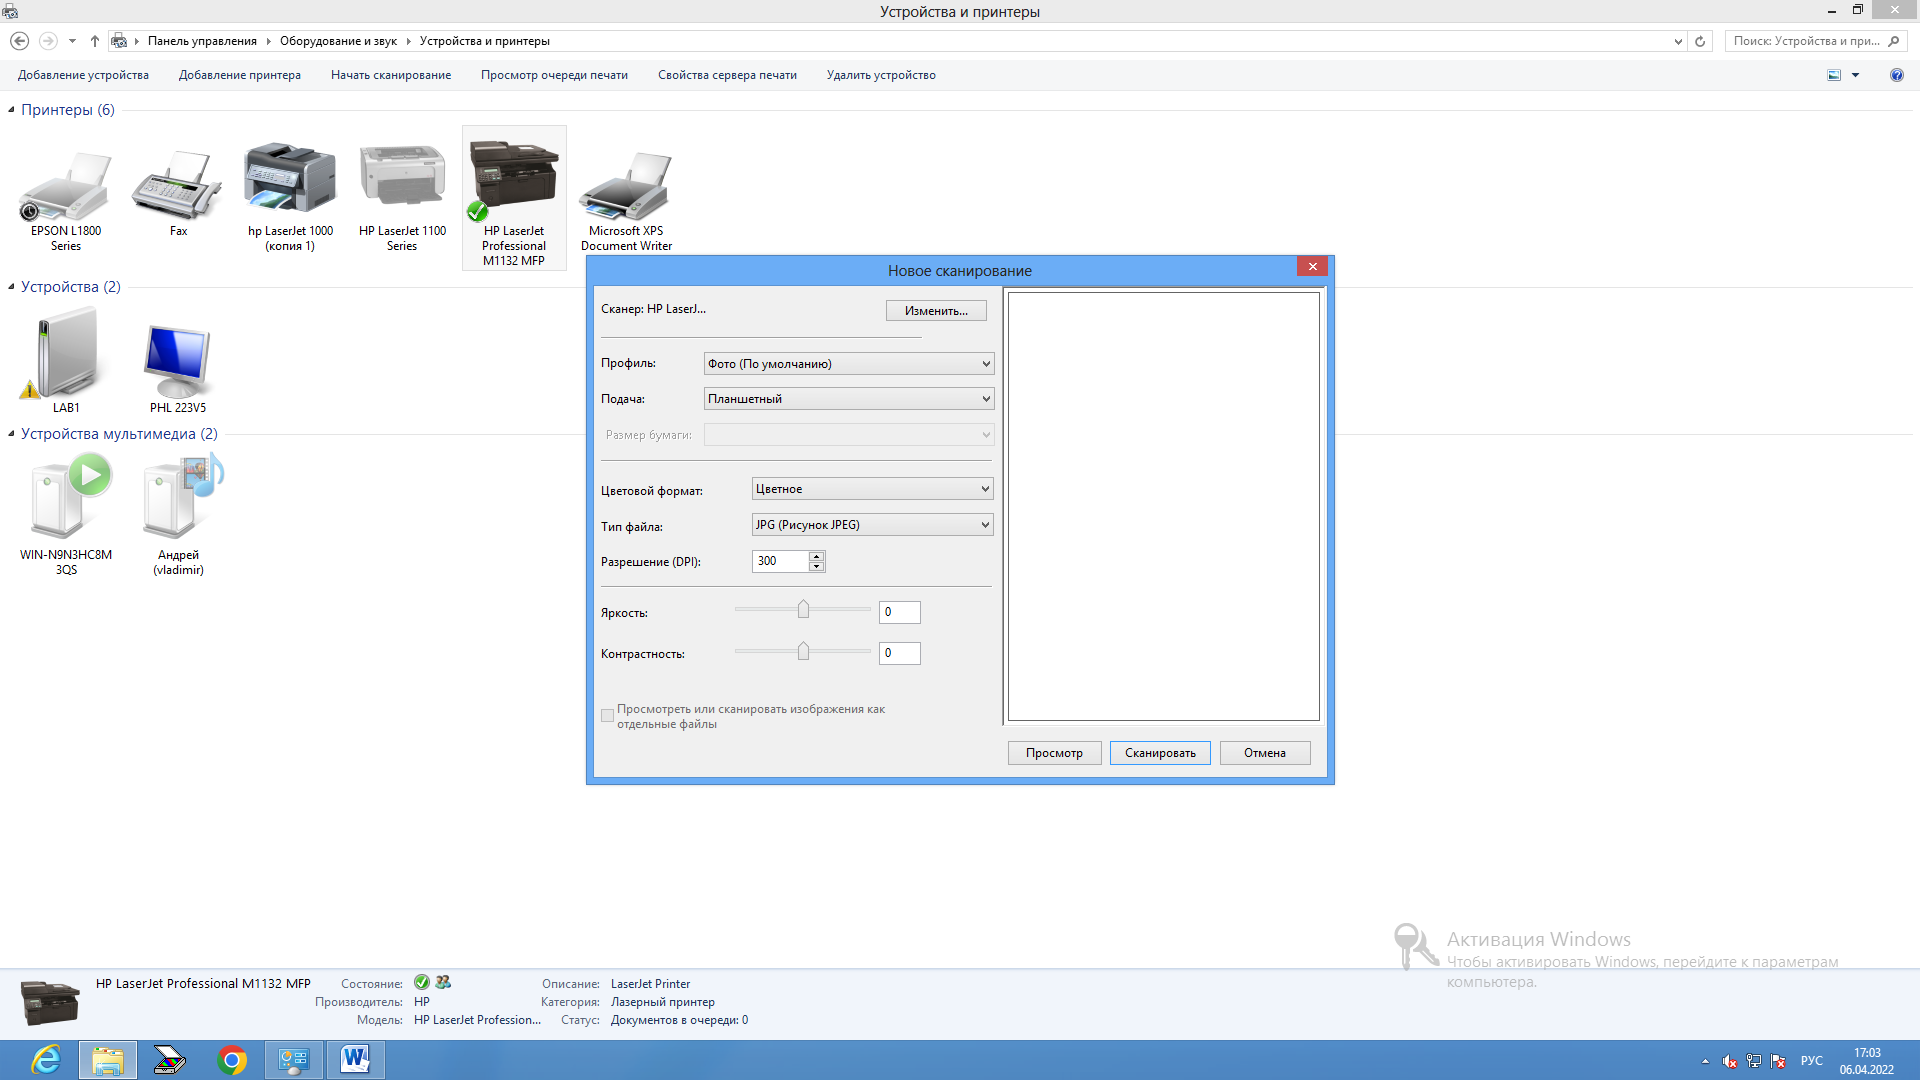 Устройства и принтеры
Панель управления
Оборудование и звук
Устройства и принтеры
Поиск: Устройства и при...
Добавление устройства
Добавление принтера
Начать сканирование
Просмотр очереди печати
Свойства сервера печати
Удалить устройство
Принтеры (6)
EPSON L1800
Series
Fax
hp LaserJet 1000
(копия 1)
HP LaserJet 1100
Series
HP LaserJet
Professional
M1132 MFP
Microsoft XPS
Document Writer
Устройства (2)
LAB1
PHL 223V5
Устройства мультимедиа (2)
WIN-N9N3HC8M
3QS
Андрей
(vladimir)
Новое сканирование
Сканер: HP LaserJ...
Изменить...
Профиль:
Фото (По умолчанию)
Подача:
Планшетный
Размер бумаги:
Цветовой формат:
Цветное
Тип файла:
JPG (Рисунок JPEG)
Разрешение (DPI):
300
Яркость:
0
Контрастность:
0
Просмотреть или сканировать изображения как
отдельные файлы
Просмотр
Сканировать
Отмена
Активация Windows
Чтобы активировать Windows, перейдите к параметрам
компьютера.
HP LaserJet Professional M1132 MFP
Состояние:
Описание: LaserJet Printer
Производитель: HP
Категория: Лазерный принтер
Модель: HP LaserJet Profession...
Статус: Документов в очереди: 0
РУС
17:03
06.04.2022